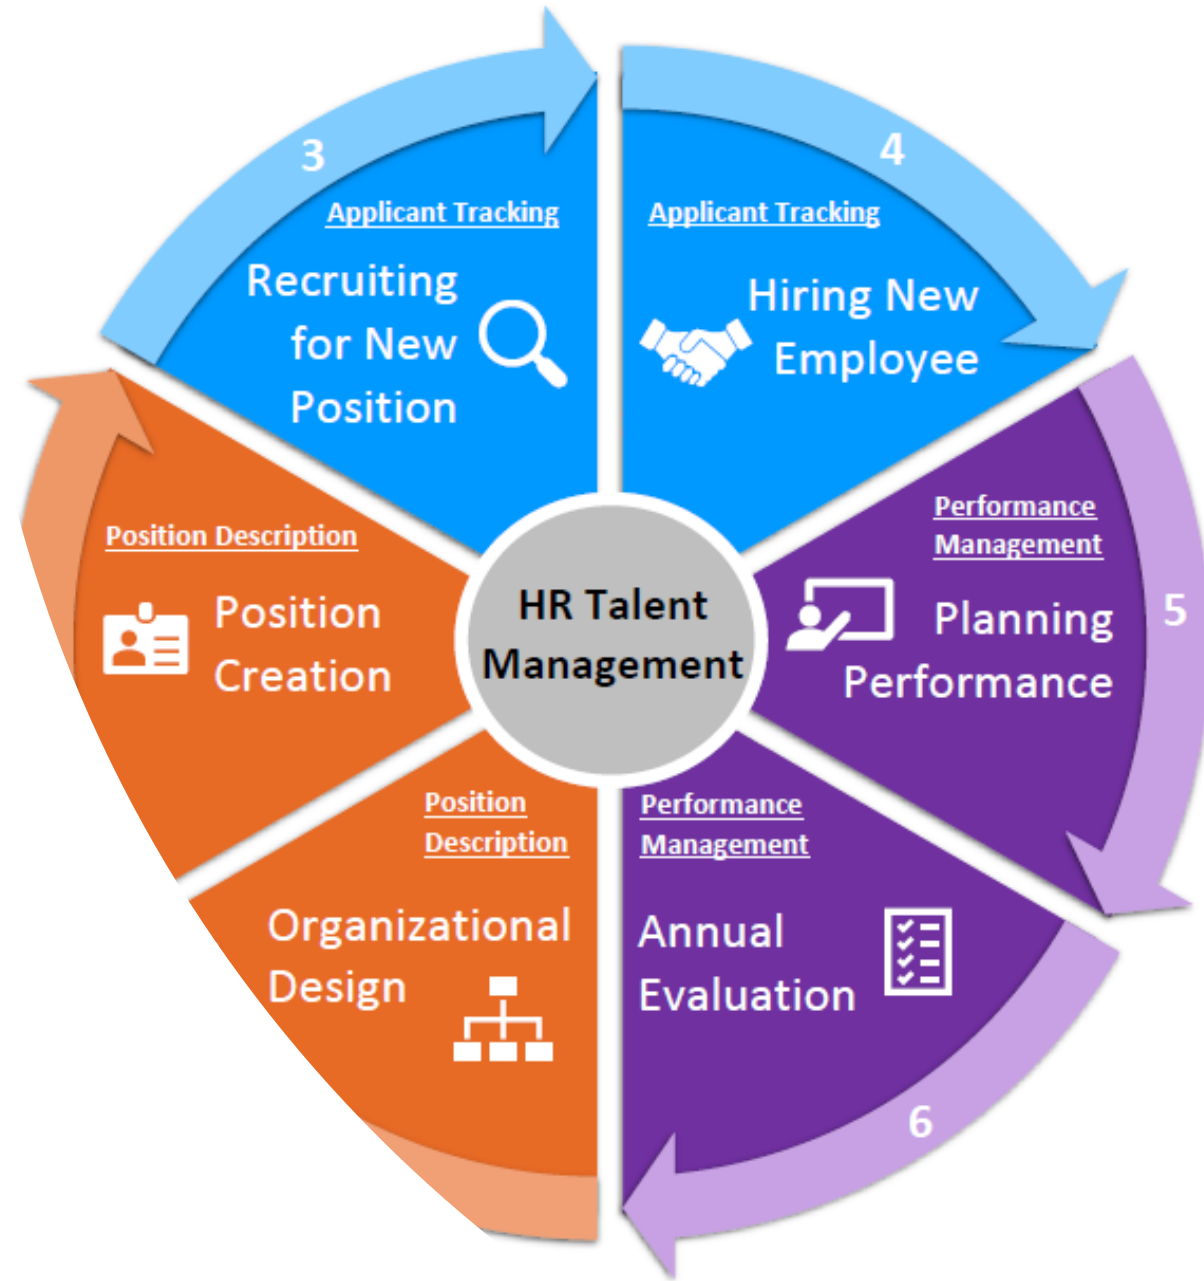 3
Applicant Tracking
Recruiting
for New
Position
4
Applicant Tracking
Hiring New
Employee
Performance
Management
Planning
Performance
5
Performance
Management
Annual
Evaluation
6
Position
Description
Organizational
Design
Position Description
Position
Creation
HR Talent
Management